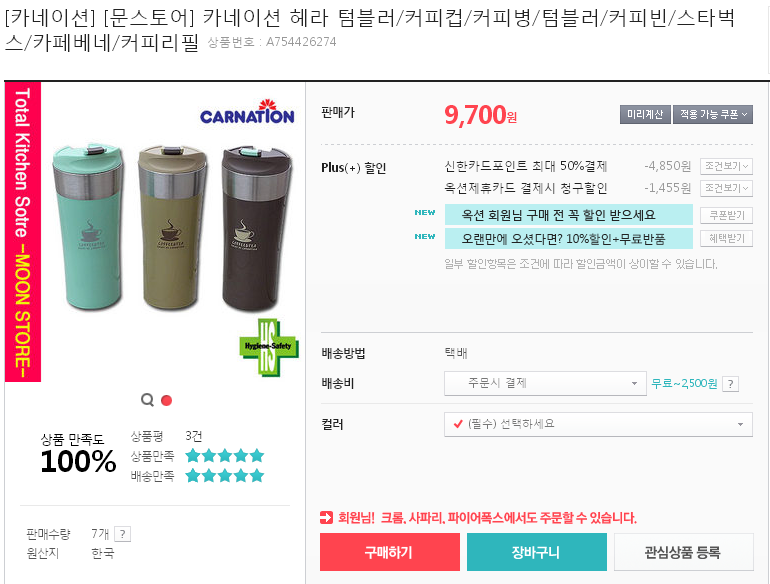 [카네이션] [문스토어] 카네이션 헤라 텀블러/커피컵/커피병/텀블러/커피빈/스타벅
스/카페베네/커피리필 상품번호 : A754426274
Total Kitchen Sotre –MOON STORE–
CARNATION
COFFEE&TEA
COFFEE&TEA
COFFEE&TEA
HS
Hygiene-Safety
상품 만족도
100%
상품평 3건
상품만족
배송만족
판매수량 7개 ?
원산지 한국
판매가 9,700원 미리계산 적용 가능 쿠폰
Plus(+) 할인 신한카드포인트 최대 50%결제 -4,850원 조건보기
옥션제휴카드 결제시 청구할인 -1,455원 조건보기
NEW 옥션 회원님 구매 전 꼭 할인 받으세요 쿠폰받기
NEW 오랜만에 오셨다면? 10%할인+무료반품 혜택받기
일부 할인항목은 조건에 따라 할인금액이 상이할 수 있습니다.
배송방법 택배
배송비 주문시 결제 무료~2,500원 ?
컬러 (필수) 선택하세요
회원님! 크롬, 사파리, 파이어폭스에서도 주문할 수 있습니다.
구매하기 장바구니 관심상품 등록